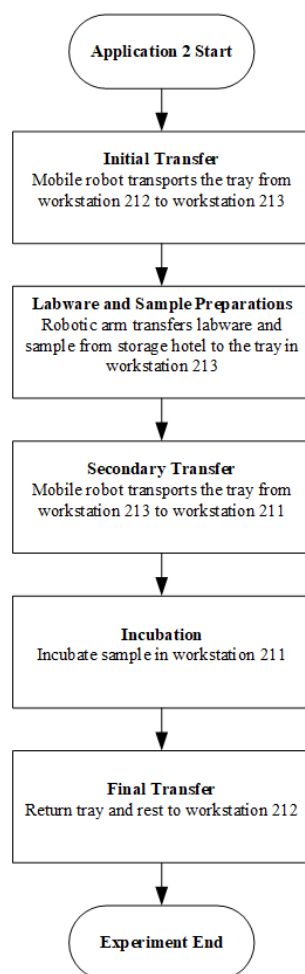 Application 2 Start
Initial Transfer
Mobile robot transports the tray from
workstation 212 to workstation 213
Labware and Sample Preparations
Robotic arm transfers labware and
sample from storage hotel to the tray in
workstation 213
Secondary Transfer
Mobile robot transports the tray from
workstation 213 to workstation 211
Incubation
Incubate sample in workstation 211
Final Transfer
Return tray and rest to workstation 212
Experiment End